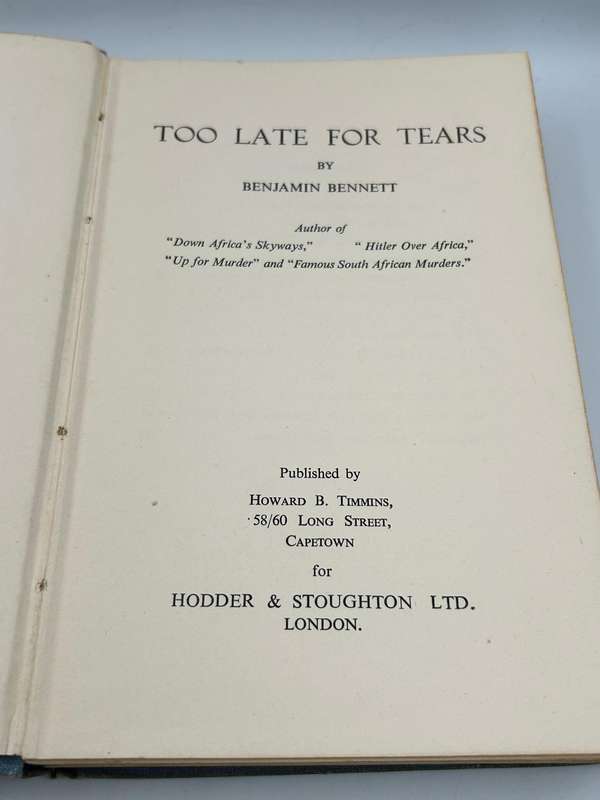 TOO LATE FOR TEARS
BY
BENJAMIN BENNETT
Author of
"Down Africa's Skyways," " Hitler Over Africa,"
"Up for Murder" and "Famous South African Murders."
Published by
HOWARD B. TIMMINS,
58/60 LONG STREET,
CAPETOWN
for
HODDER & STOUGHTON LTD.
LONDON.